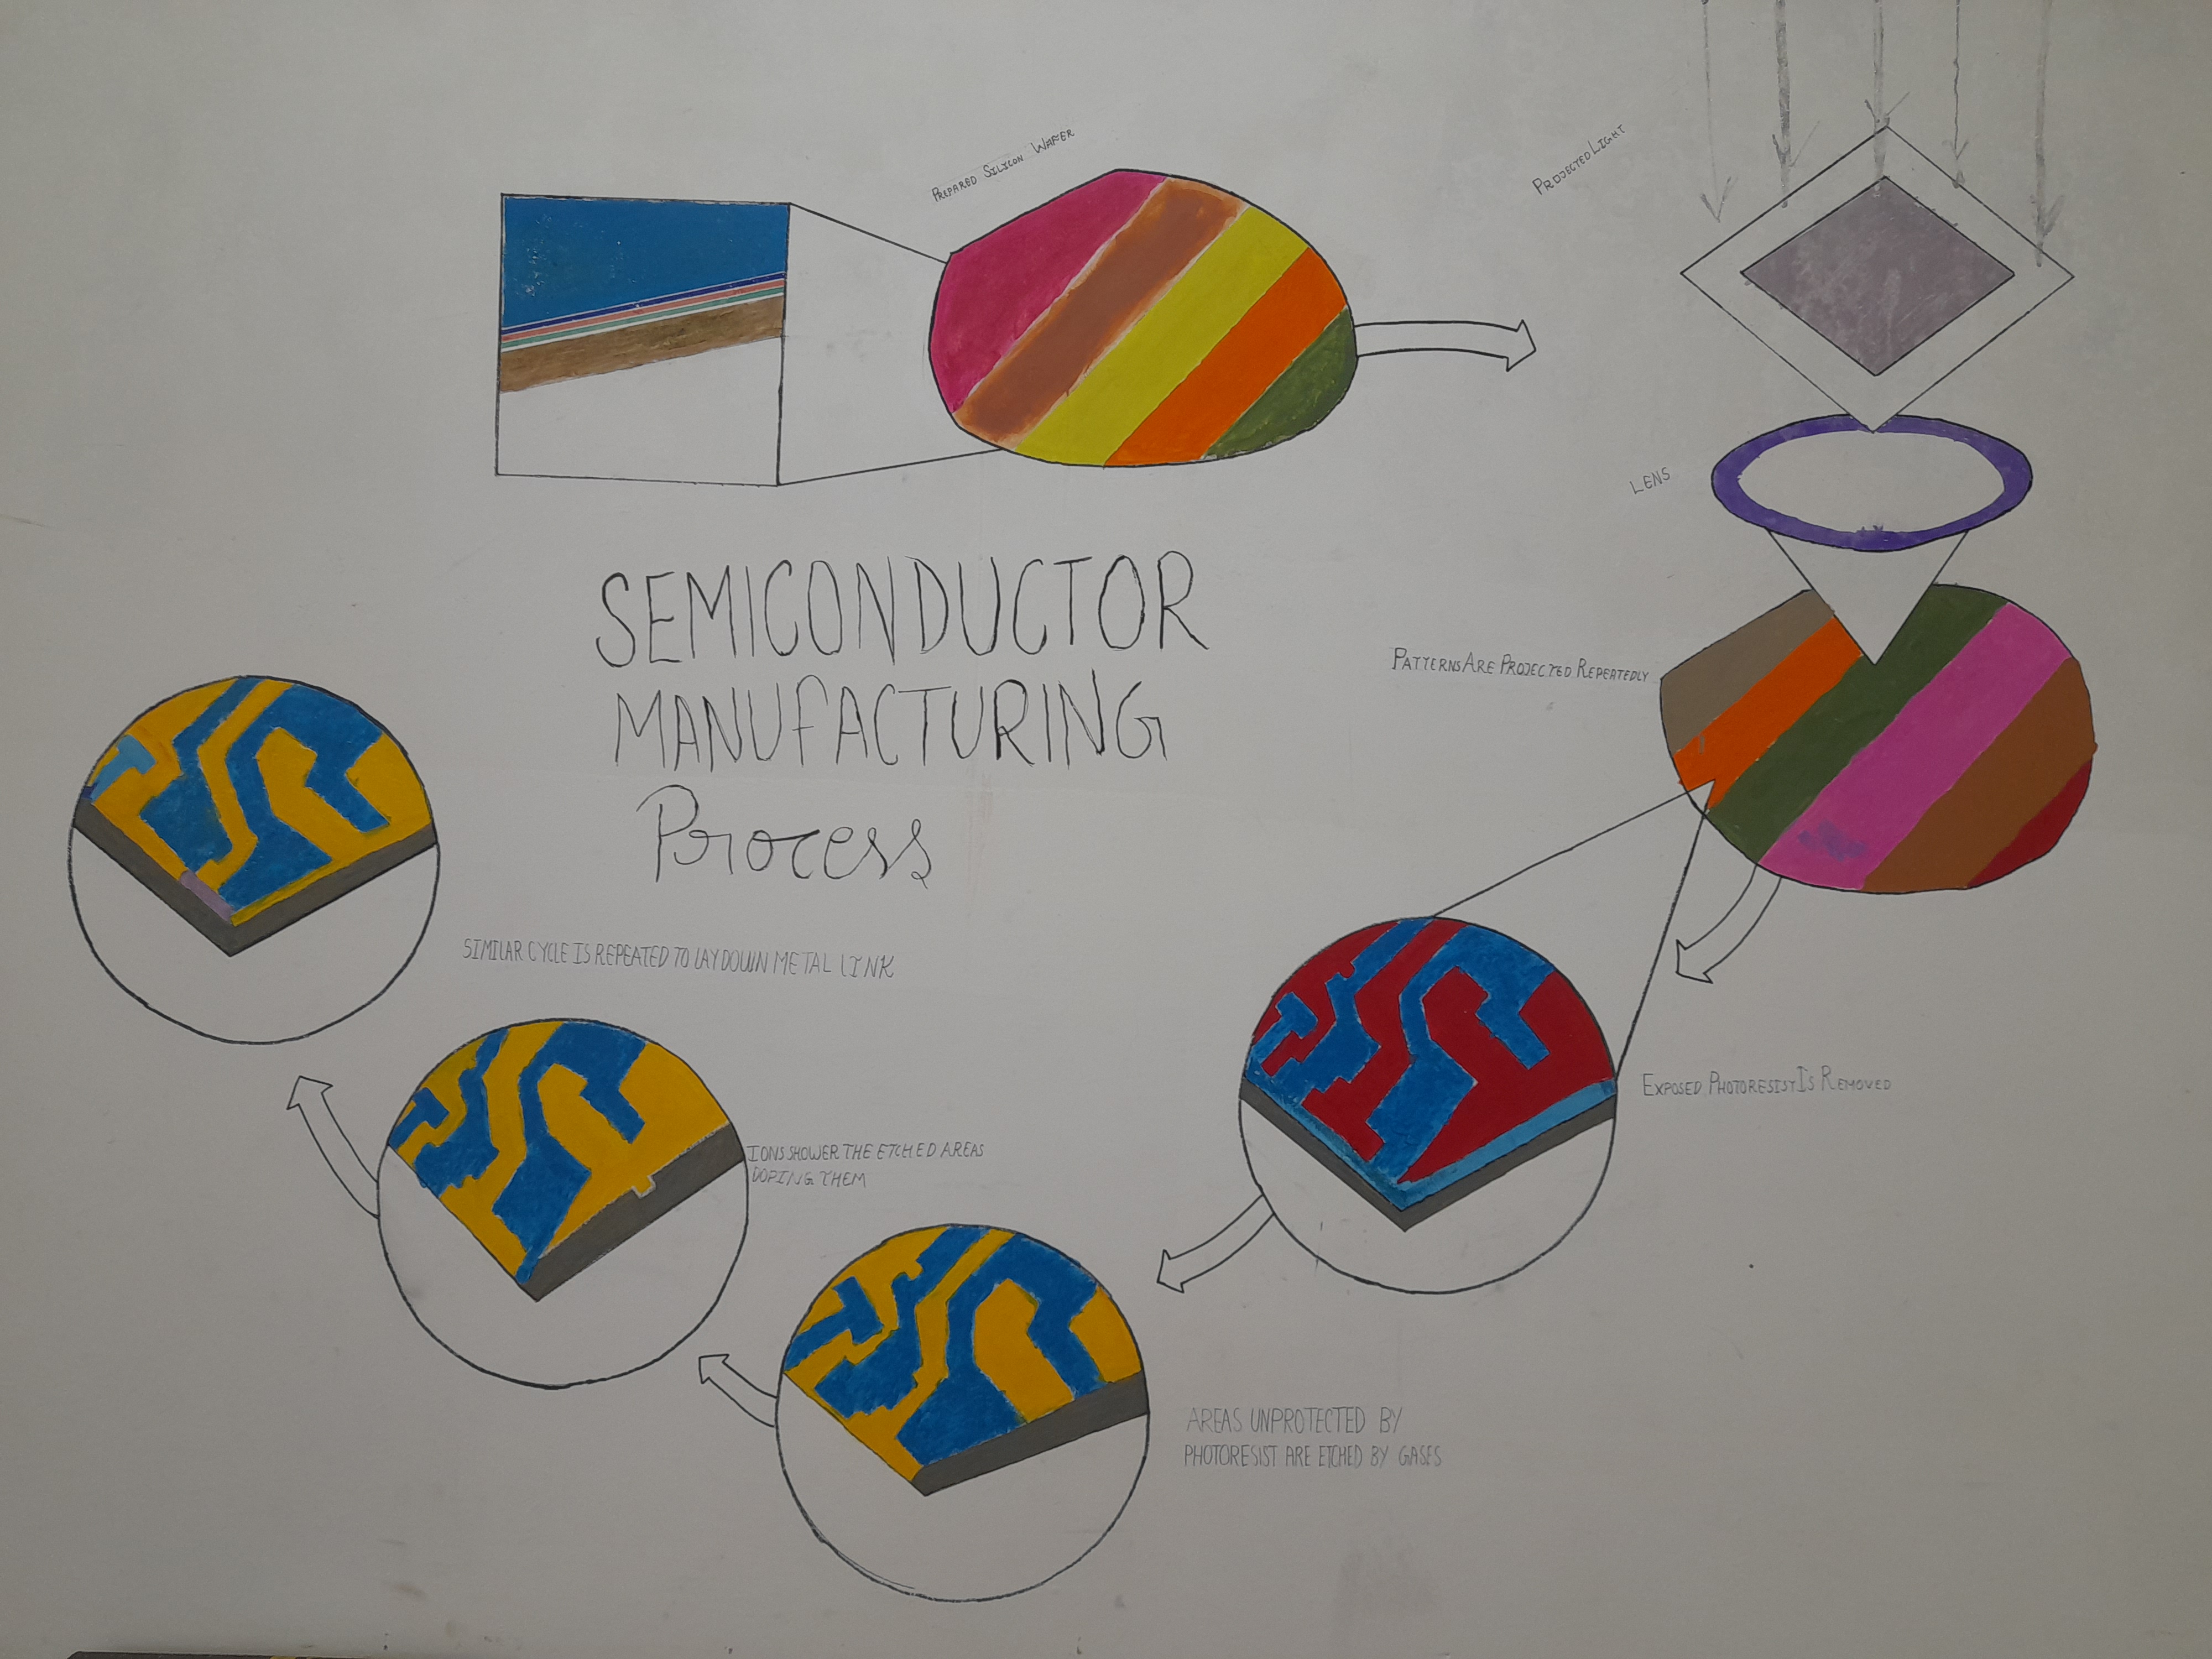 PREPARED SILICON WAFER
PROJECTED LIGHT
LENS
SEMICONDUCTOR
MANUFACTURING
Process
PATTERNS ARE PROJECTED REPEATEDLY
EXPOSED PHOTORESIST IS REMOVED
AREAS UNPROTECTED BY
PHOTORESIST ARE ETCHED BY GASES
IONS SHOWER THE ETCHED AREAS
DOPING THEM
SIMILAR CYCLE IS REPEATED TO LAY DOWN METAL LINK